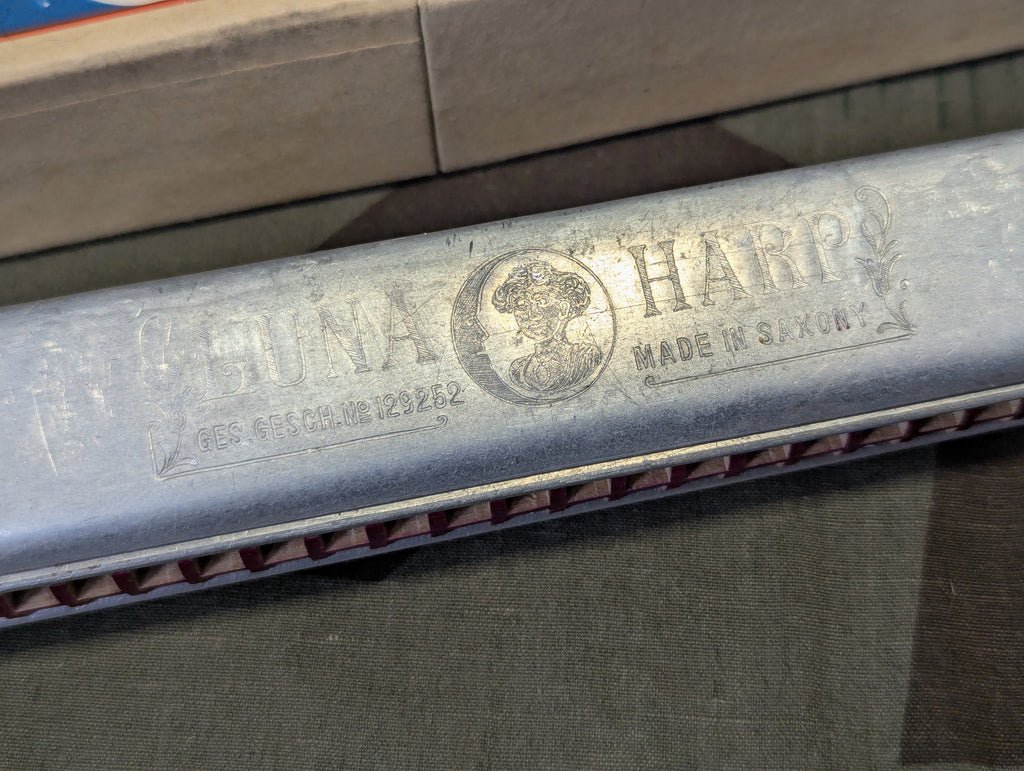 LUNA HARP
GES. GESCH. No 129252
MADE IN SAXONY